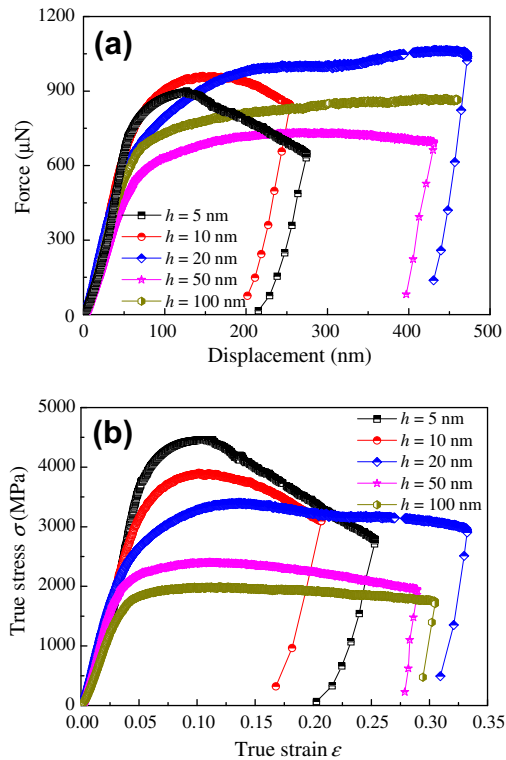 (a)
1200
900
600
300
0
Force (μN)
h = 5 nm
h = 10 nm
h = 20 nm
h = 50 nm
h = 100 nm
0 100 200 300 400 500
Displacement (nm)
(b)
5000
4000
3000
2000
1000
0
True stress σ (MPa)
h = 5 nm
h = 10 nm
h = 20 nm
h = 50 nm
h = 100 nm
0.00 0.05 0.10 0.15 0.20 0.25 0.30 0.35
True strain ε